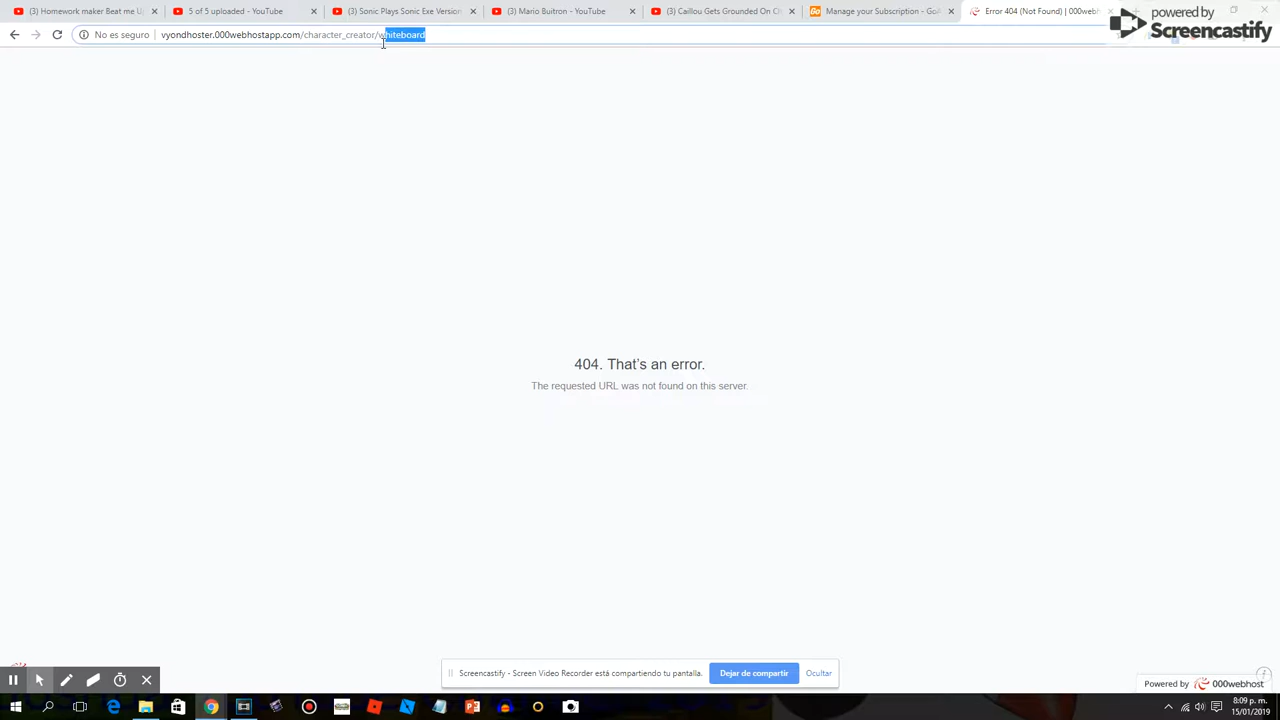 (3) Homework maker Beat me U
5 of 5 uploaded - YouTube
(3) Sonic Plays Sonic Exe Version
(3) Mario Buitron - YouTube
(3) Caillou Gets Grounded On C
Go
Manage your Subscription - GoA
Error 404 (Not Found) | 000webh
powered by
Screencastify
No es seguro
vyondhoster.000webhostapp.com/character_creator/whiteboard
404. That's an error.
The requested URL was not found on this server.
Screencastify - Screen Video Recorder está compartiendo tu pantalla.
Dejar de compartir
Ocultar
Powered by 000webhost
8:09 p. m.
15/01/2019